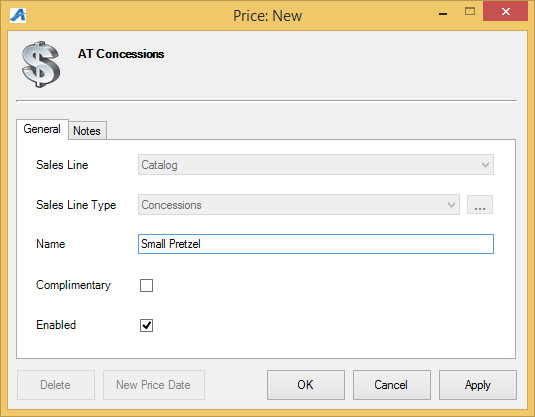 Price: New
AT Concessions
General
Notes
Sales Line
Catalog
Sales Line Type
Concessions
...
Name
Small Pretzel
Complimentary
Enabled
Delete
New Price Date
OK
Cancel
Apply